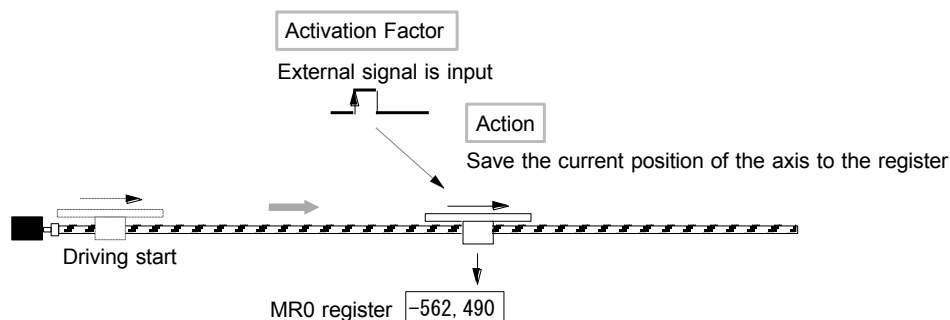 Activation Factor
External signal is input
Action
Save the current position of the axis to the register
Driving start
MR0 register −562, 490